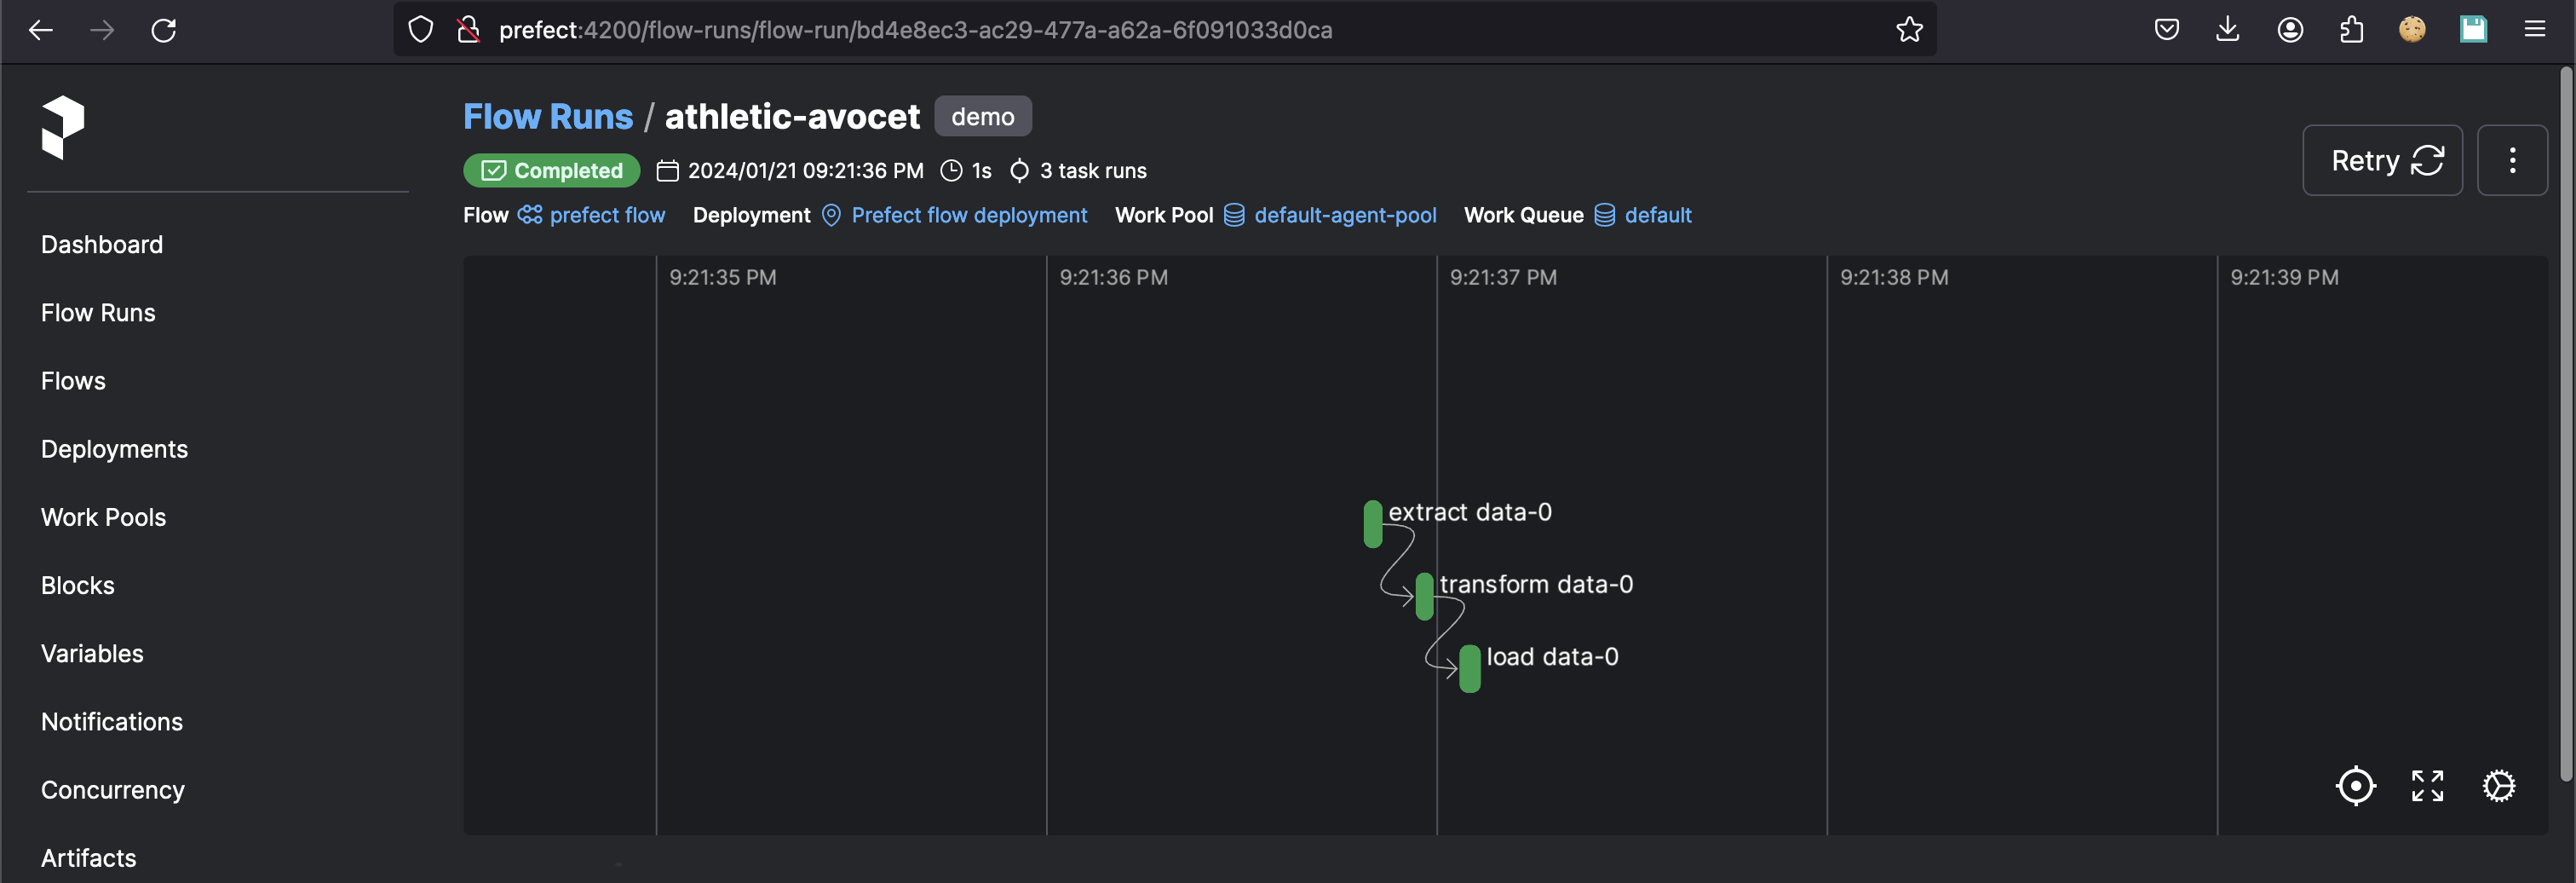 prefect:4200/flow-runs/flow-run/bd4e8ec3-ac29-477a-a62a-6f091033d0ca
Flow Runs / athletic-avocet demo
Completed 2024/01/21 09:21:36 PM 1s 3 task runs
Retry
Flow prefect flow Deployment Prefect flow deployment Work Pool default-agent-pool Work Queue default
Dashboard
Flow Runs
Flows
Deployments
Work Pools
Blocks
Variables
Notifications
Concurrency
Artifacts
9:21:35 PM 9:21:36 PM 9:21:37 PM 9:21:38 PM 9:21:39 PM
extract data-0
transform data-0
load data-0